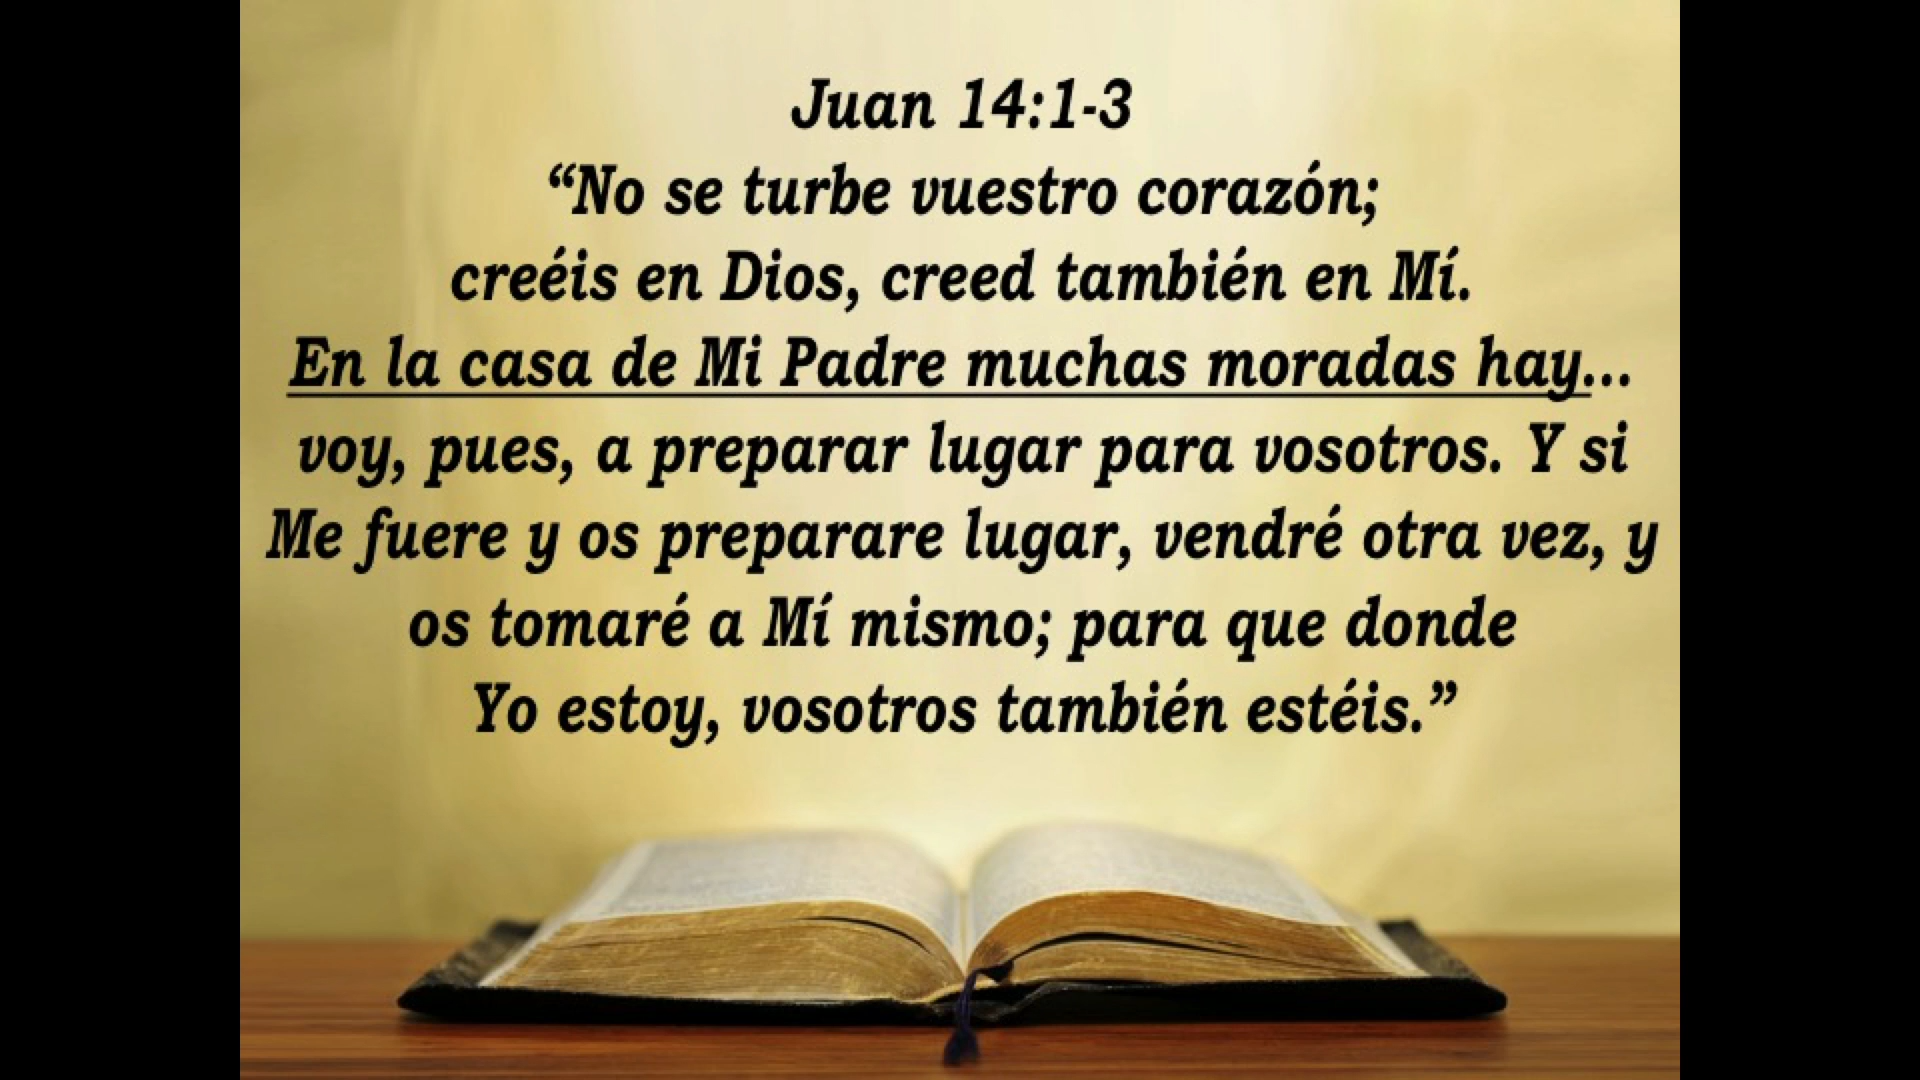 Juan 14:1-3
“No se turbe vuestro corazón;
creéis en Dios, creed también en Mí.
En la casa de Mi Padre muchas moradas hay...
voy, pues, a preparar lugar para vosotros. Y si
Me fuere y os preparare lugar, vendré otra vez, y
os tomaré a Mí mismo; para que donde
Yo estoy, vosotros también estéis.”